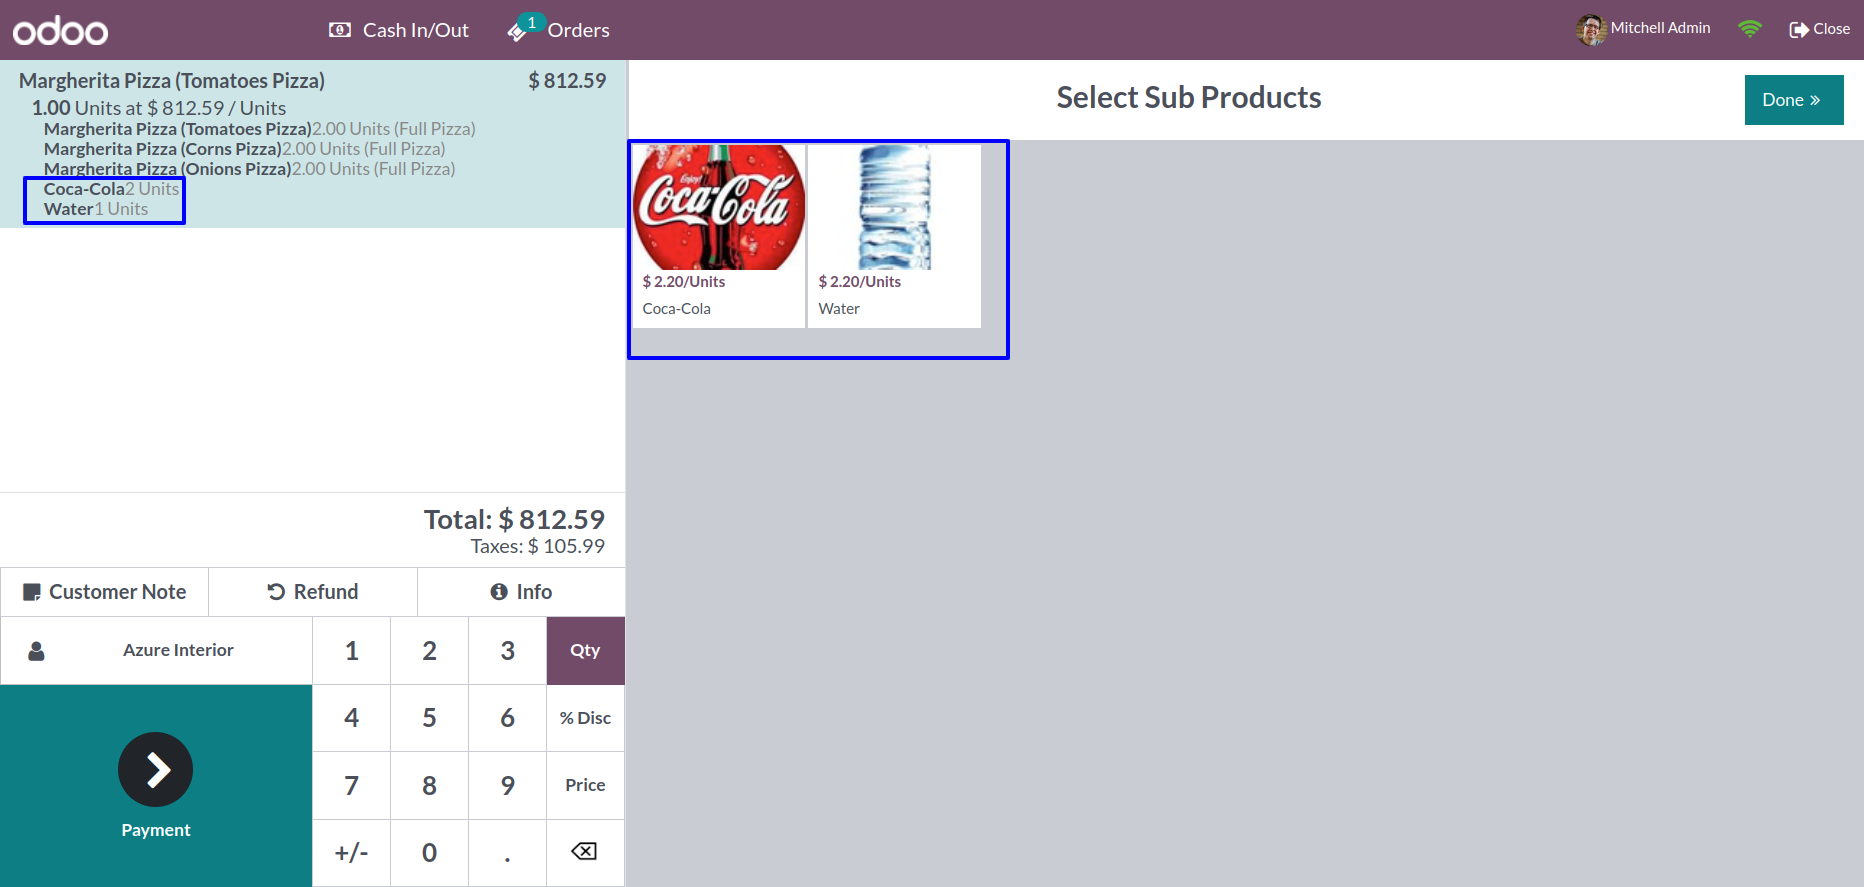 odoo
Cash In/Out
1
Orders
Mitchell Admin
Close
Margherita Pizza (Tomatoes Pizza) $ 812.59
1.00 Units at $ 812.59 / Units
Margherita Pizza (Tomatoes Pizza)2.00 Units (Full Pizza)
Margherita Pizza (Corns Pizza)2.00 Units (Full Pizza)
Margherita Pizza (Onions Pizza)2.00 Units (Full Pizza)
Coca-Cola2 Units
Water1 Units
Total: $ 812.59
Taxes: $ 105.99
Customer Note
Refund
Info
Azure Interior
1 2 3 Qty
4 5 6 % Disc
7 8 9 Price
+/- 0 .
Payment
Select Sub Products
Done »
Enjoy
Coca-Cola
$ 2.20/Units
Coca-Cola
$ 2.20/Units
Water